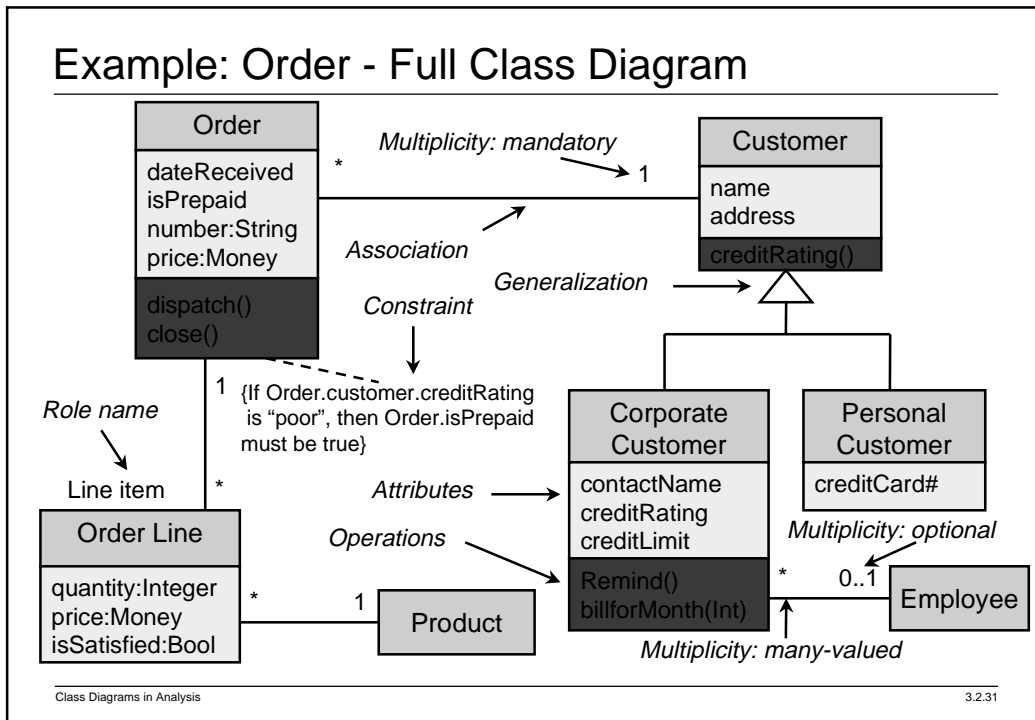 Example: Order - Full Class Diagram
Order
dateReceived
isPrepaid
number:String
price:Money
dispatch()
close()
*
Multiplicity: mandatory
1
Association
Customer
name
address
creditRating()
Generalization
Constraint
{If Order.customer.creditRating
is “poor”, then Order.isPrepaid
must be true}
1
Role name
Line item
*
Order Line
quantity:Integer
price:Money
isSatisfied:Bool
*
1
Product
Attributes
Operations
Corporate
Customer
contactName
creditRating
creditLimit
Remind()
billforMonth(Int)
Personal
Customer
creditCard#
Multiplicity: optional
*
0..1
Employee
Multiplicity: many-valued
Class Diagrams in Analysis
3.2.31